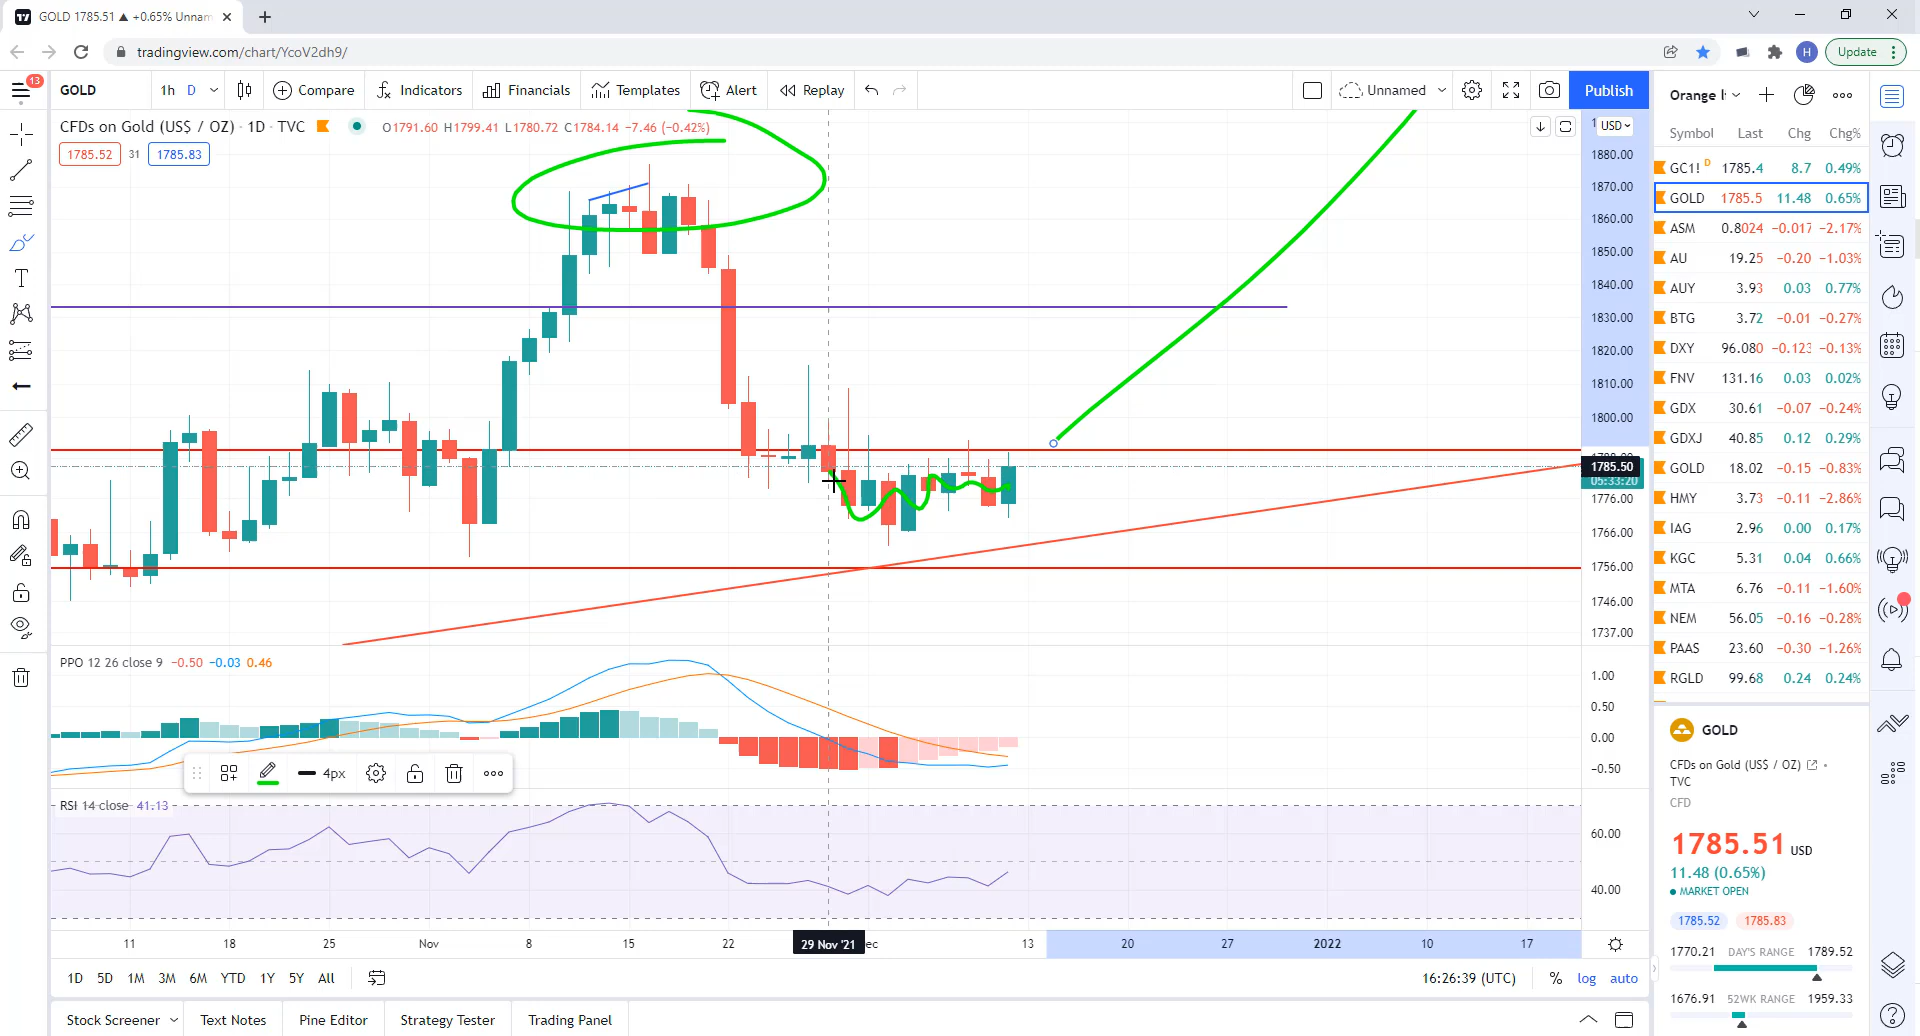 GOLD 1785.51 ▲ +0.65% Unnam
tradingview.com/chart/YcoV2dh9/
H
Update
13
GOLD
1h D
Compare
Indicators
Financials
Templates
Alert
Replay
Unnamed
Publish
CFDs on Gold (US$ / OZ) · 1D · TVC
O1791.60 H1799.41 L1780.72 C1784.14 −7.46 (−0.42%)
1785.52 31 1785.83
USD
1880.00
1870.00
1860.00
1850.00
1840.00
1830.00
1820.00
1810.00
1800.00
1785.50
05:33:20
1776.00
1766.00
1756.00
1746.00
1737.00
PPO 12 26 close 9 −0.50 −0.03 0.46
1.00
0.50
0.00
−0.50
4px
RSI 14 close 41.13
60.00
40.00
11 18 25 Nov 8 15 22 29 Nov '21 ec 13 20 27 2022 10 17
1D 5D 1M 3M 6M YTD 1Y 5Y All
16:26:39 (UTC) % log auto
Stock Screener Text Notes Pine Editor Strategy Tester Trading Panel
Orange l
Symbol Last Chg Chg%
GC1! D 1785.4 8.7 0.49%
GOLD 1785.5 11.48 0.65%
ASM 0.8024 −0.017 −2.17%
AU 19.25 −0.20 −1.03%
AUY 3.93 0.03 0.77%
BTG 3.72 −0.01 −0.27%
DXY 96.080 −0.123 −0.13%
FNV 131.16 0.03 0.02%
GDX 30.61 −0.07 −0.24%
GDXJ 40.85 0.12 0.29%
GOLD 18.02 −0.15 −0.83%
HMY 3.73 −0.11 −2.86%
IAG 2.96 0.00 0.17%
KGC 5.31 0.04 0.66%
MTA 6.76 −0.11 −1.60%
NEM 56.05 −0.16 −0.28%
PAAS 23.60 −0.30 −1.26%
RGLD 99.68 0.24 0.24%
GOLD
CFDs on Gold (US$ / OZ) •
TVC
CFD
1785.51 USD
11.48 (0.65%)
MARKET OPEN
1785.52 1785.83
1770.21 DAY'S RANGE 1789.52
1676.91 52WK RANGE 1959.33